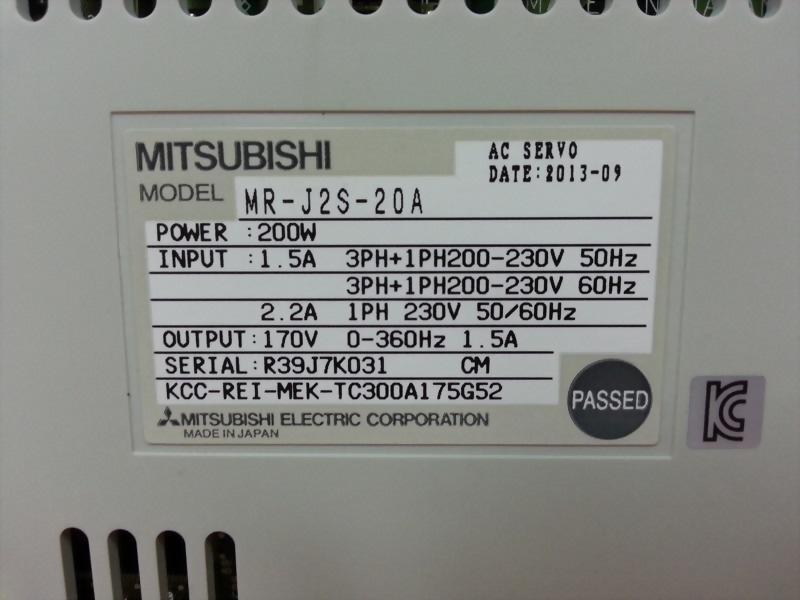 MITSUBISHI
AC SERVO
DATE:2013-09
MODEL MR-J2S-20A
POWER :200W
INPUT :1.5A 3PH+1PH200-230V 50Hz
3PH+1PH200-230V 60Hz
2.2A 1PH 230V 50/60Hz
OUTPUT:170V 0-360Hz 1.5A
SERIAL:R39J7K031 CM
KCC-REI-MEK-TC300A175G52
PASSED
MITSUBISHI ELECTRIC CORPORATION
MADE IN JAPAN